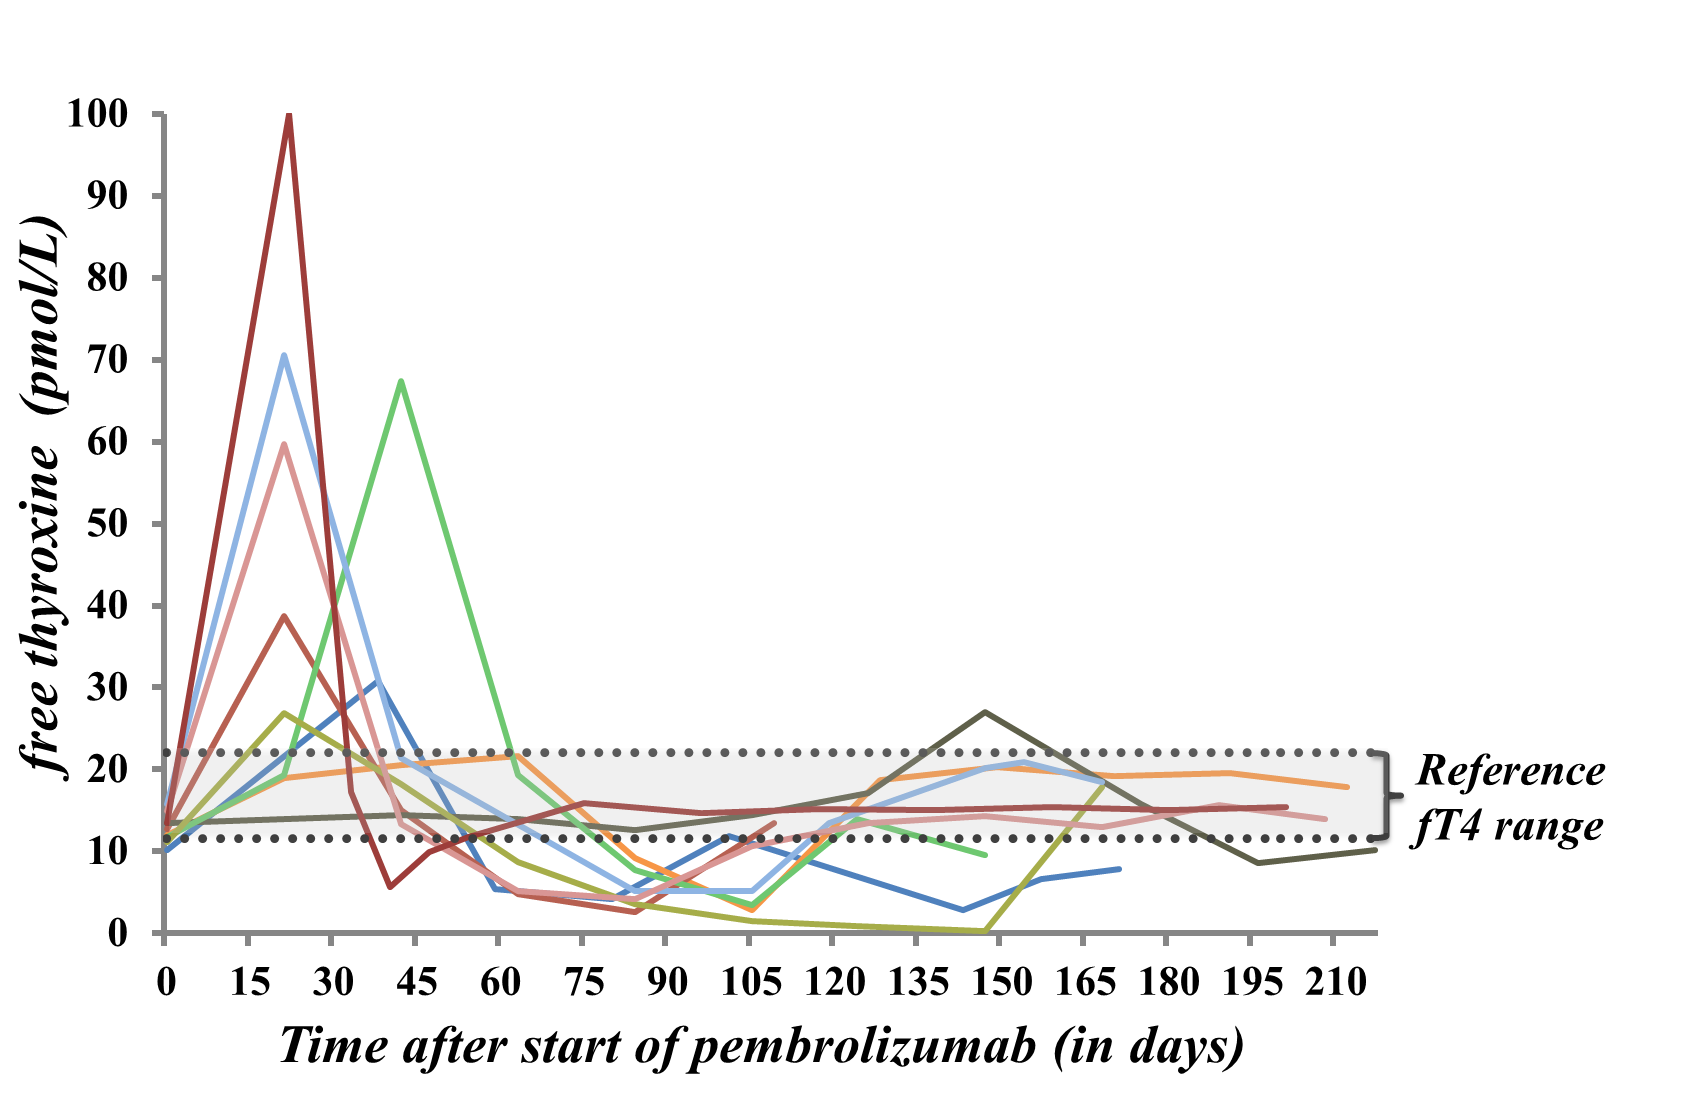 free thyroxine (pmol/L)
100
90
80
70
60
50
40
30
20
10
0
0 15 30 45 60 75 90 105 120 135 150 165 180 195 210
Time after start of pembrolizumab (in days)
Reference
fT4 range